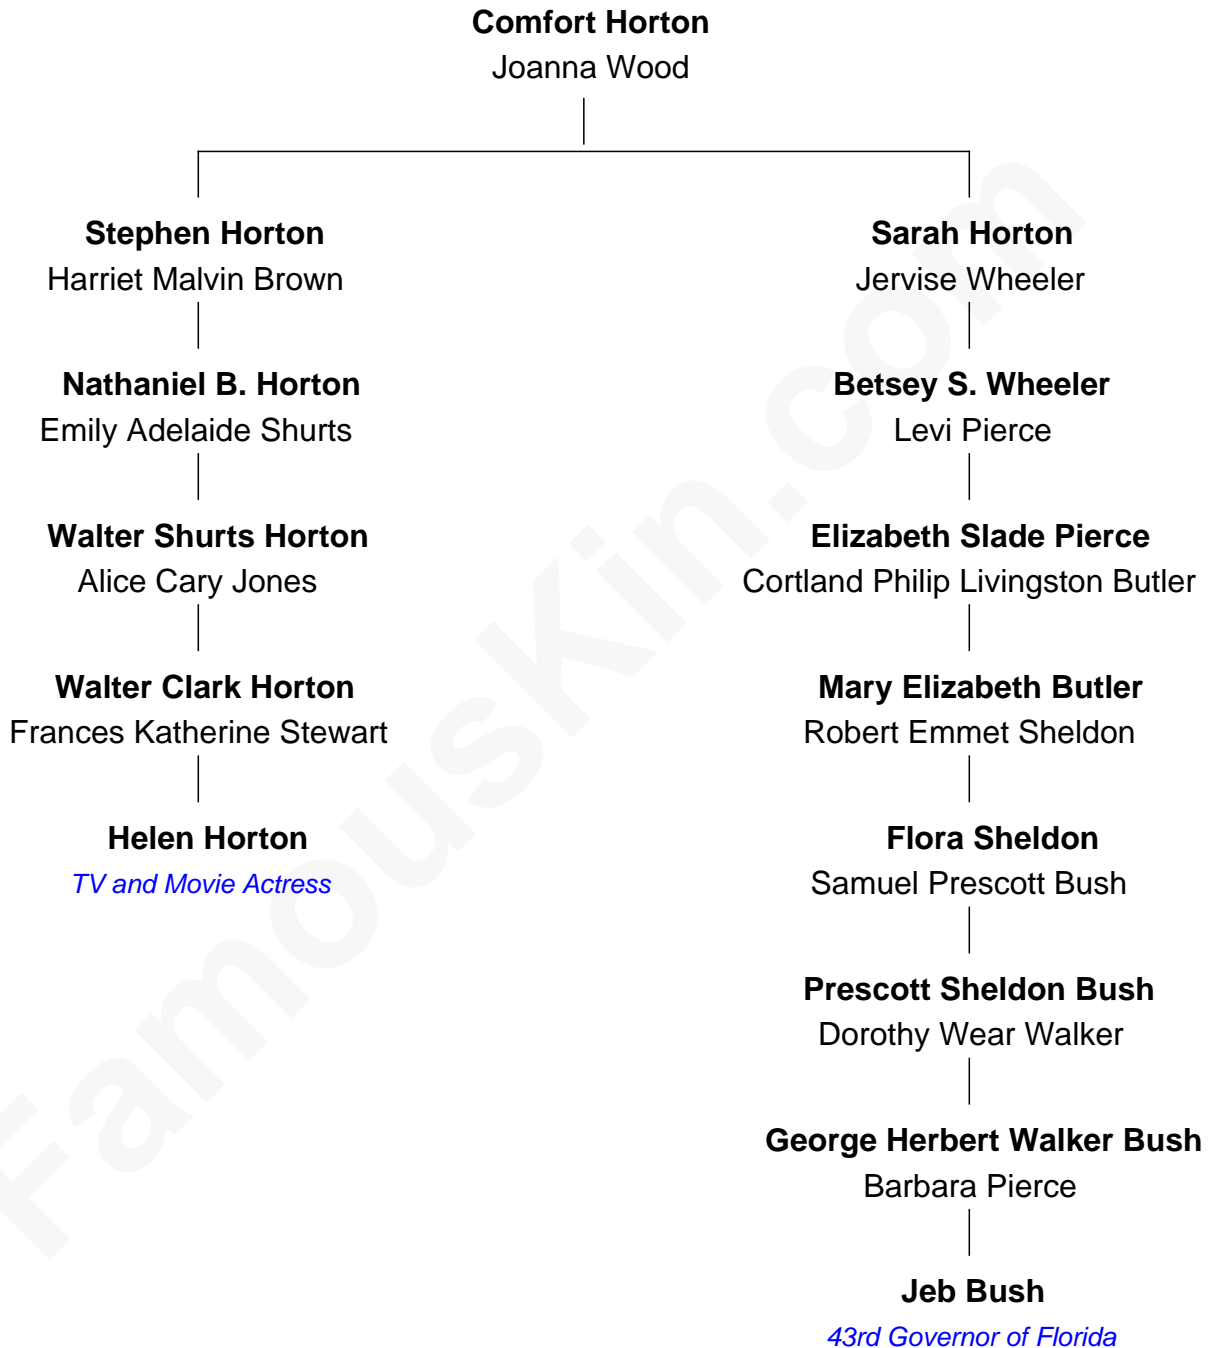 Comfort Horton
Joanna Wood
Stephen Horton
Harriet Malvin Brown
Nathaniel B. Horton
Emily Adelaide Shurts
Walter Shurts Horton
Alice Cary Jones
Walter Clark Horton
Frances Katherine Stewart
Helen Horton
TV and Movie Actress
Sarah Horton
Jervise Wheeler
Betsey S. Wheeler
Levi Pierce
Elizabeth Slade Pierce
Cortland Philip Livingston Butler
Mary Elizabeth Butler
Robert Emmet Sheldon
Flora Sheldon
Samuel Prescott Bush
Prescott Sheldon Bush
Dorothy Wear Walker
George Herbert Walker Bush
Barbara Pierce
Jeb Bush
43rd Governor of Florida
FamousKin.com